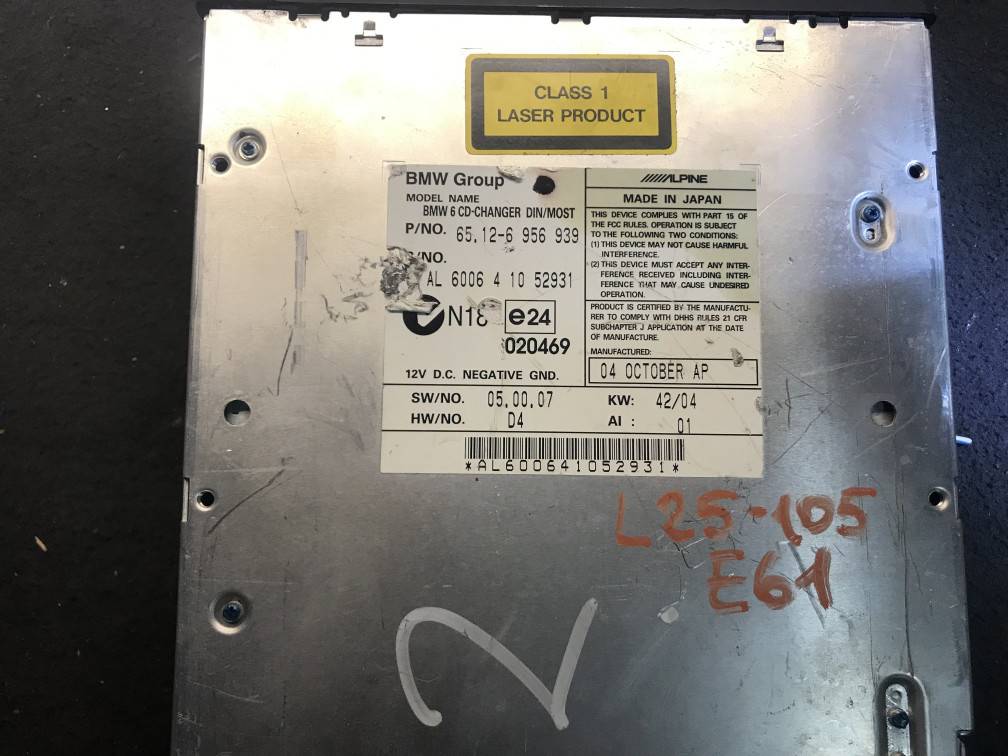 CLASS 1
LASER PRODUCT
BMW Group
MODEL NAME
BMW 6 CD-CHANGER DIN/MOST
P/NO. 65.12-6 956 939
/NO.
AL 6006 4 10 52931
N18
e24
020469
12V D.C. NEGATIVE GND.
ALPINE
MADE IN JAPAN
THIS DEVICE COMPLIES WITH PART 15 OF
THE FCC RULES. OPERATION IS SUBJECT
TO THE FOLLOWING TWO CONDITIONS:
(1) THIS DEVICE MAY NOT CAUSE HARMFUL
INTERFERENCE.
(2) THIS DEVICE MUST ACCEPT ANY INTER-
FERENCE RECEIVED INCLUDING INTER-
FERENCE THAT MAY CAUSE UNDESIRED
OPERATION.
PRODUCT IS CERTIFIED BY THE MANUFACTU-
RER TO COMPLY WITH DHHS RULES 21 CFR
SUBCHAPTER J APPLICATION AT THE DATE
OF MANUFACTURE.
MANUFACTURED:
04 OCTOBER AP
SW/NO. 05.00.07 KW: 42/04
HW/NO. D4 AI : 01
*AL600641052931*
L25-105
E61
2